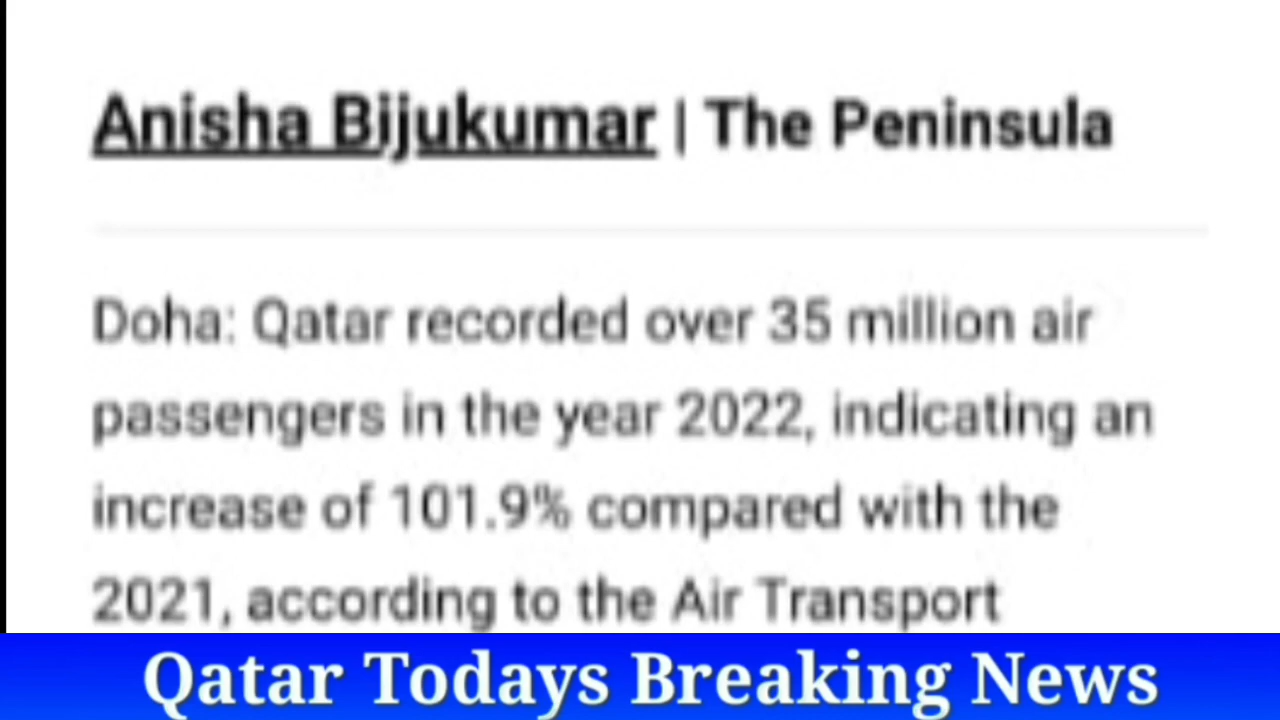 Anisha Bijukumar | The Peninsula
Doha: Qatar recorded over 35 million air
passengers in the year 2022, indicating an
increase of 101.9% compared with the
2021, according to the Air Transport
Qatar Todays Breaking News